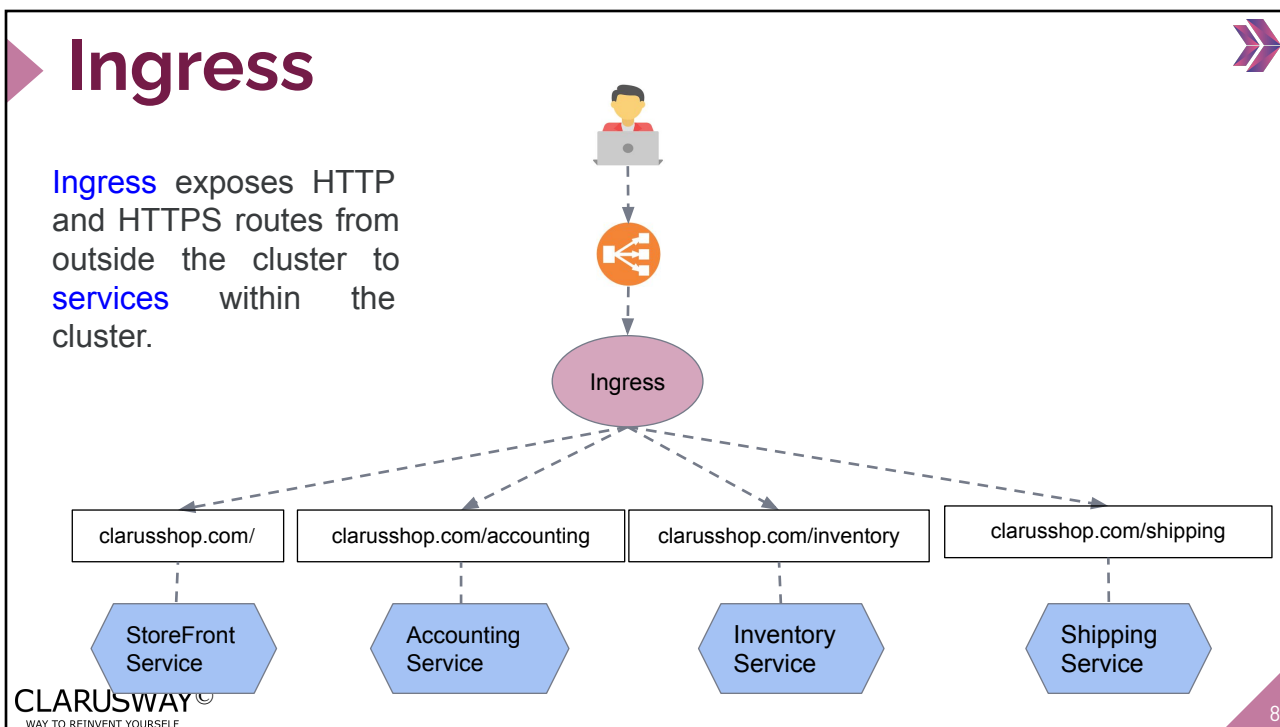 Ingress
Ingress exposes HTTP
and HTTPS routes from
outside the cluster to
services within the
cluster.
Ingress
clarusshop.com/
clarusshop.com/accounting
clarusshop.com/inventory
clarusshop.com/shipping
StoreFront
Service
Accounting
Service
Inventory
Service
Shipping
Service
CLARUSWAY©
WAY TO REINVENT YOURSELF
8